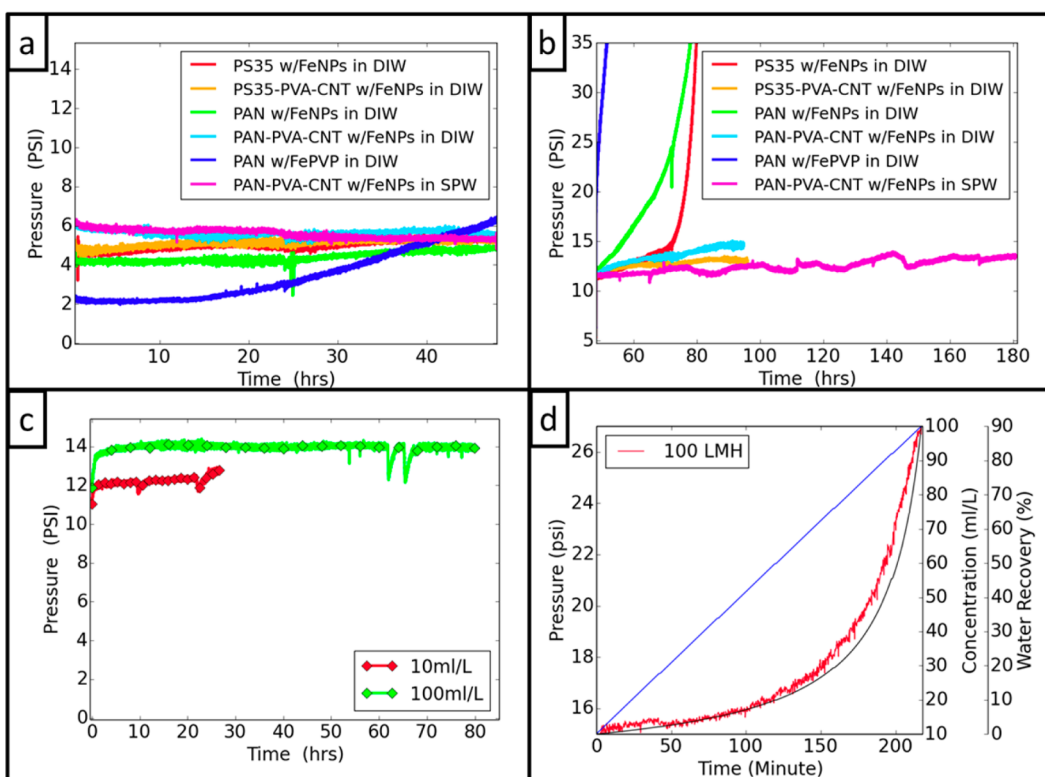 a
14
12
10
8
6
4
2
0
Pressure (PSI)
PS35 w/FeNPs in DIW
PS35-PVA-CNT w/FeNPs in DIW
PAN w/FeNPs in DIW
PAN-PVA-CNT w/FeNPs in DIW
PAN w/FePVP in DIW
PAN-PVA-CNT w/FeNPs in SPW
10 20 30 40
Time (hrs)
b
35
30
25
20
15
10
5
Pressure (PSI)
PS35 w/FeNPs in DIW
PS35-PVA-CNT w/FeNPs in DIW
PAN w/FeNPs in DIW
PAN-PVA-CNT w/FeNPs in DIW
PAN w/FePVP in DIW
PAN-PVA-CNT w/FeNPs in SPW
60 80 100 120 140 160 180
Time (hrs)
c
14
12
10
8
6
4
2
0
Pressure (PSI)
10ml/L
100ml/L
0 10 20 30 40 50 60 70 80
Time (hrs)
d
26
24
22
20
18
16
Pressure (psi)
100 LMH
0 50 100 150 200
Time (Minute)
100
90
80
70
60
50
40
30
20
10
Concentration (ml/L)
90
80
70
60
50
40
30
20
10
0
Water Recovery (%)